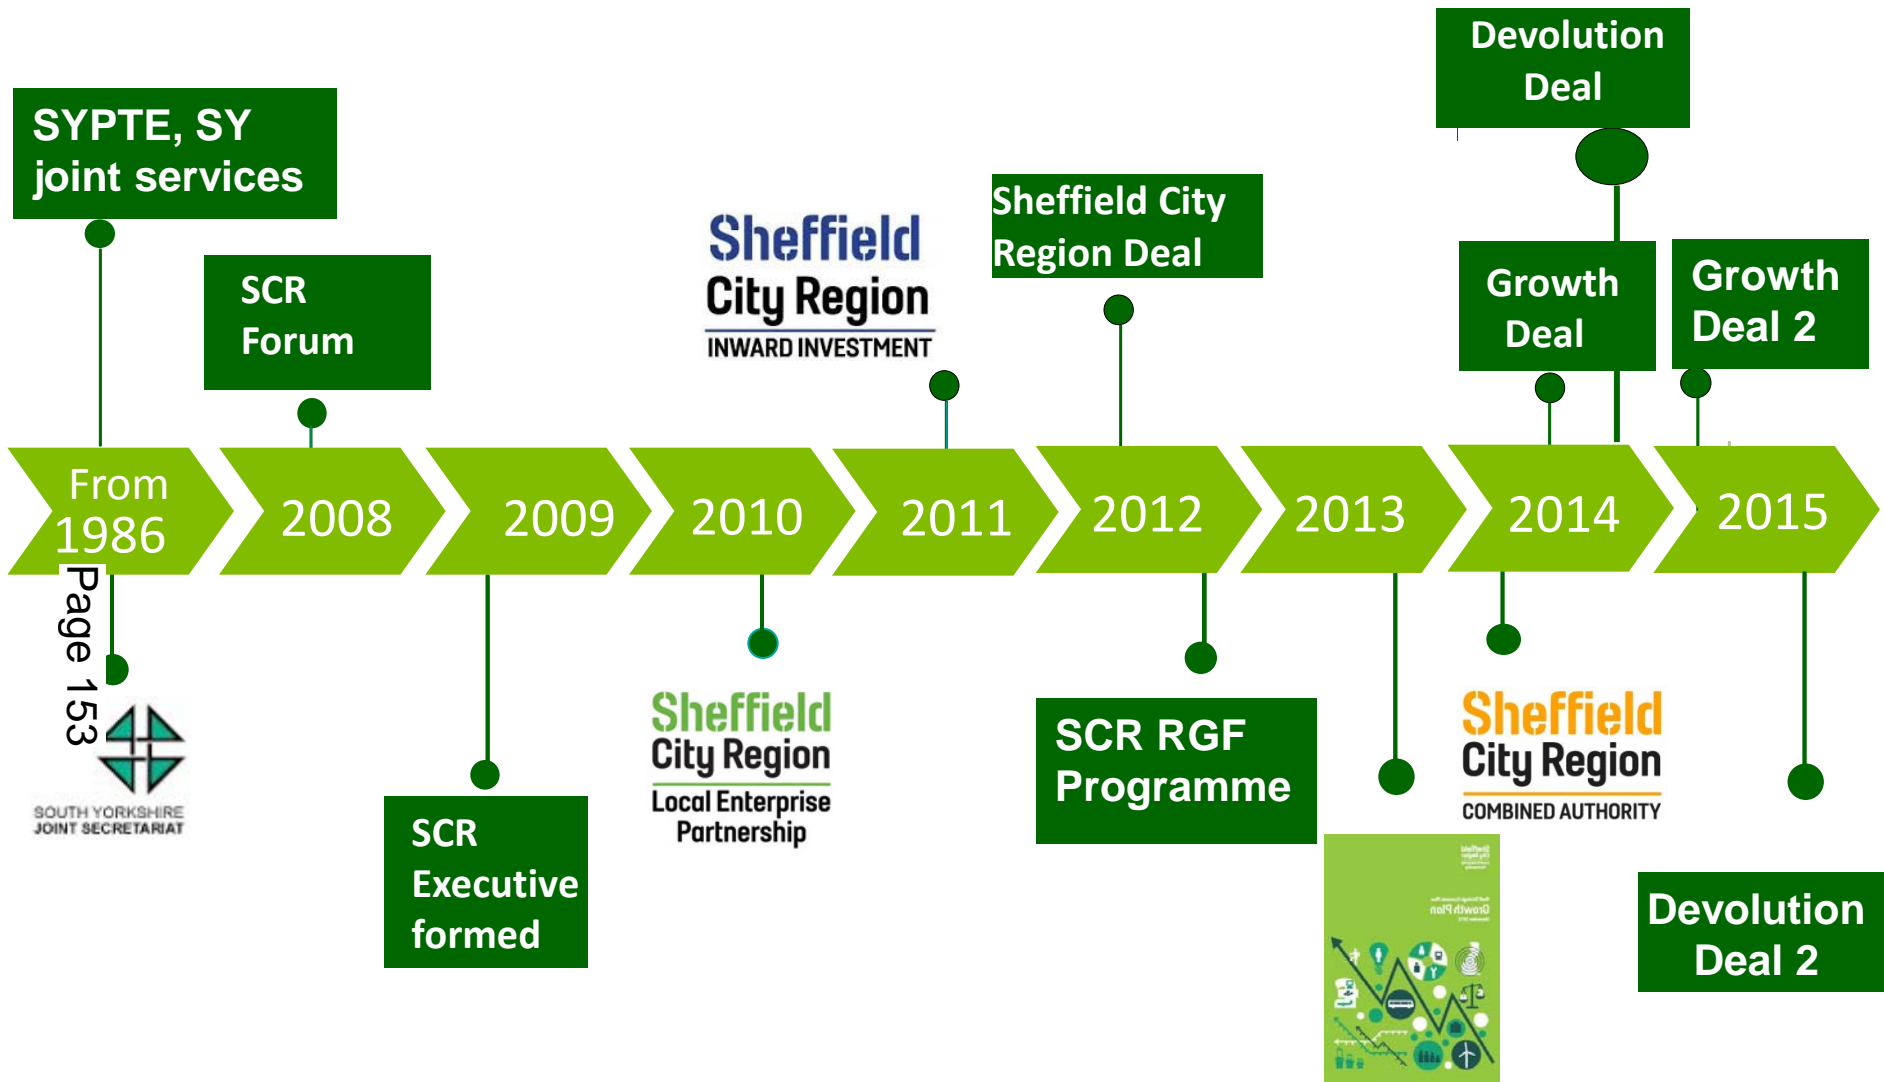 Devolution
Deal
SYPTE, SY
joint services
Sheffield City
Region Deal
Sheffield
City Region
INWARD INVESTMENT
SCR
Forum
Growth
Deal
Growth
Deal 2
From
1986
2008
2009
2010
2011
2012
2013
2014
2015
Page 153
SOUTH YORKSHIRE
JOINT SECRETARIAT
SCR
Executive
formed
Sheffield
City Region
Local Enterprise
Partnership
SCR RGF
Programme
Sheffield
City Region
COMBINED AUTHORITY
Growth Plan
Devolution
Deal 2